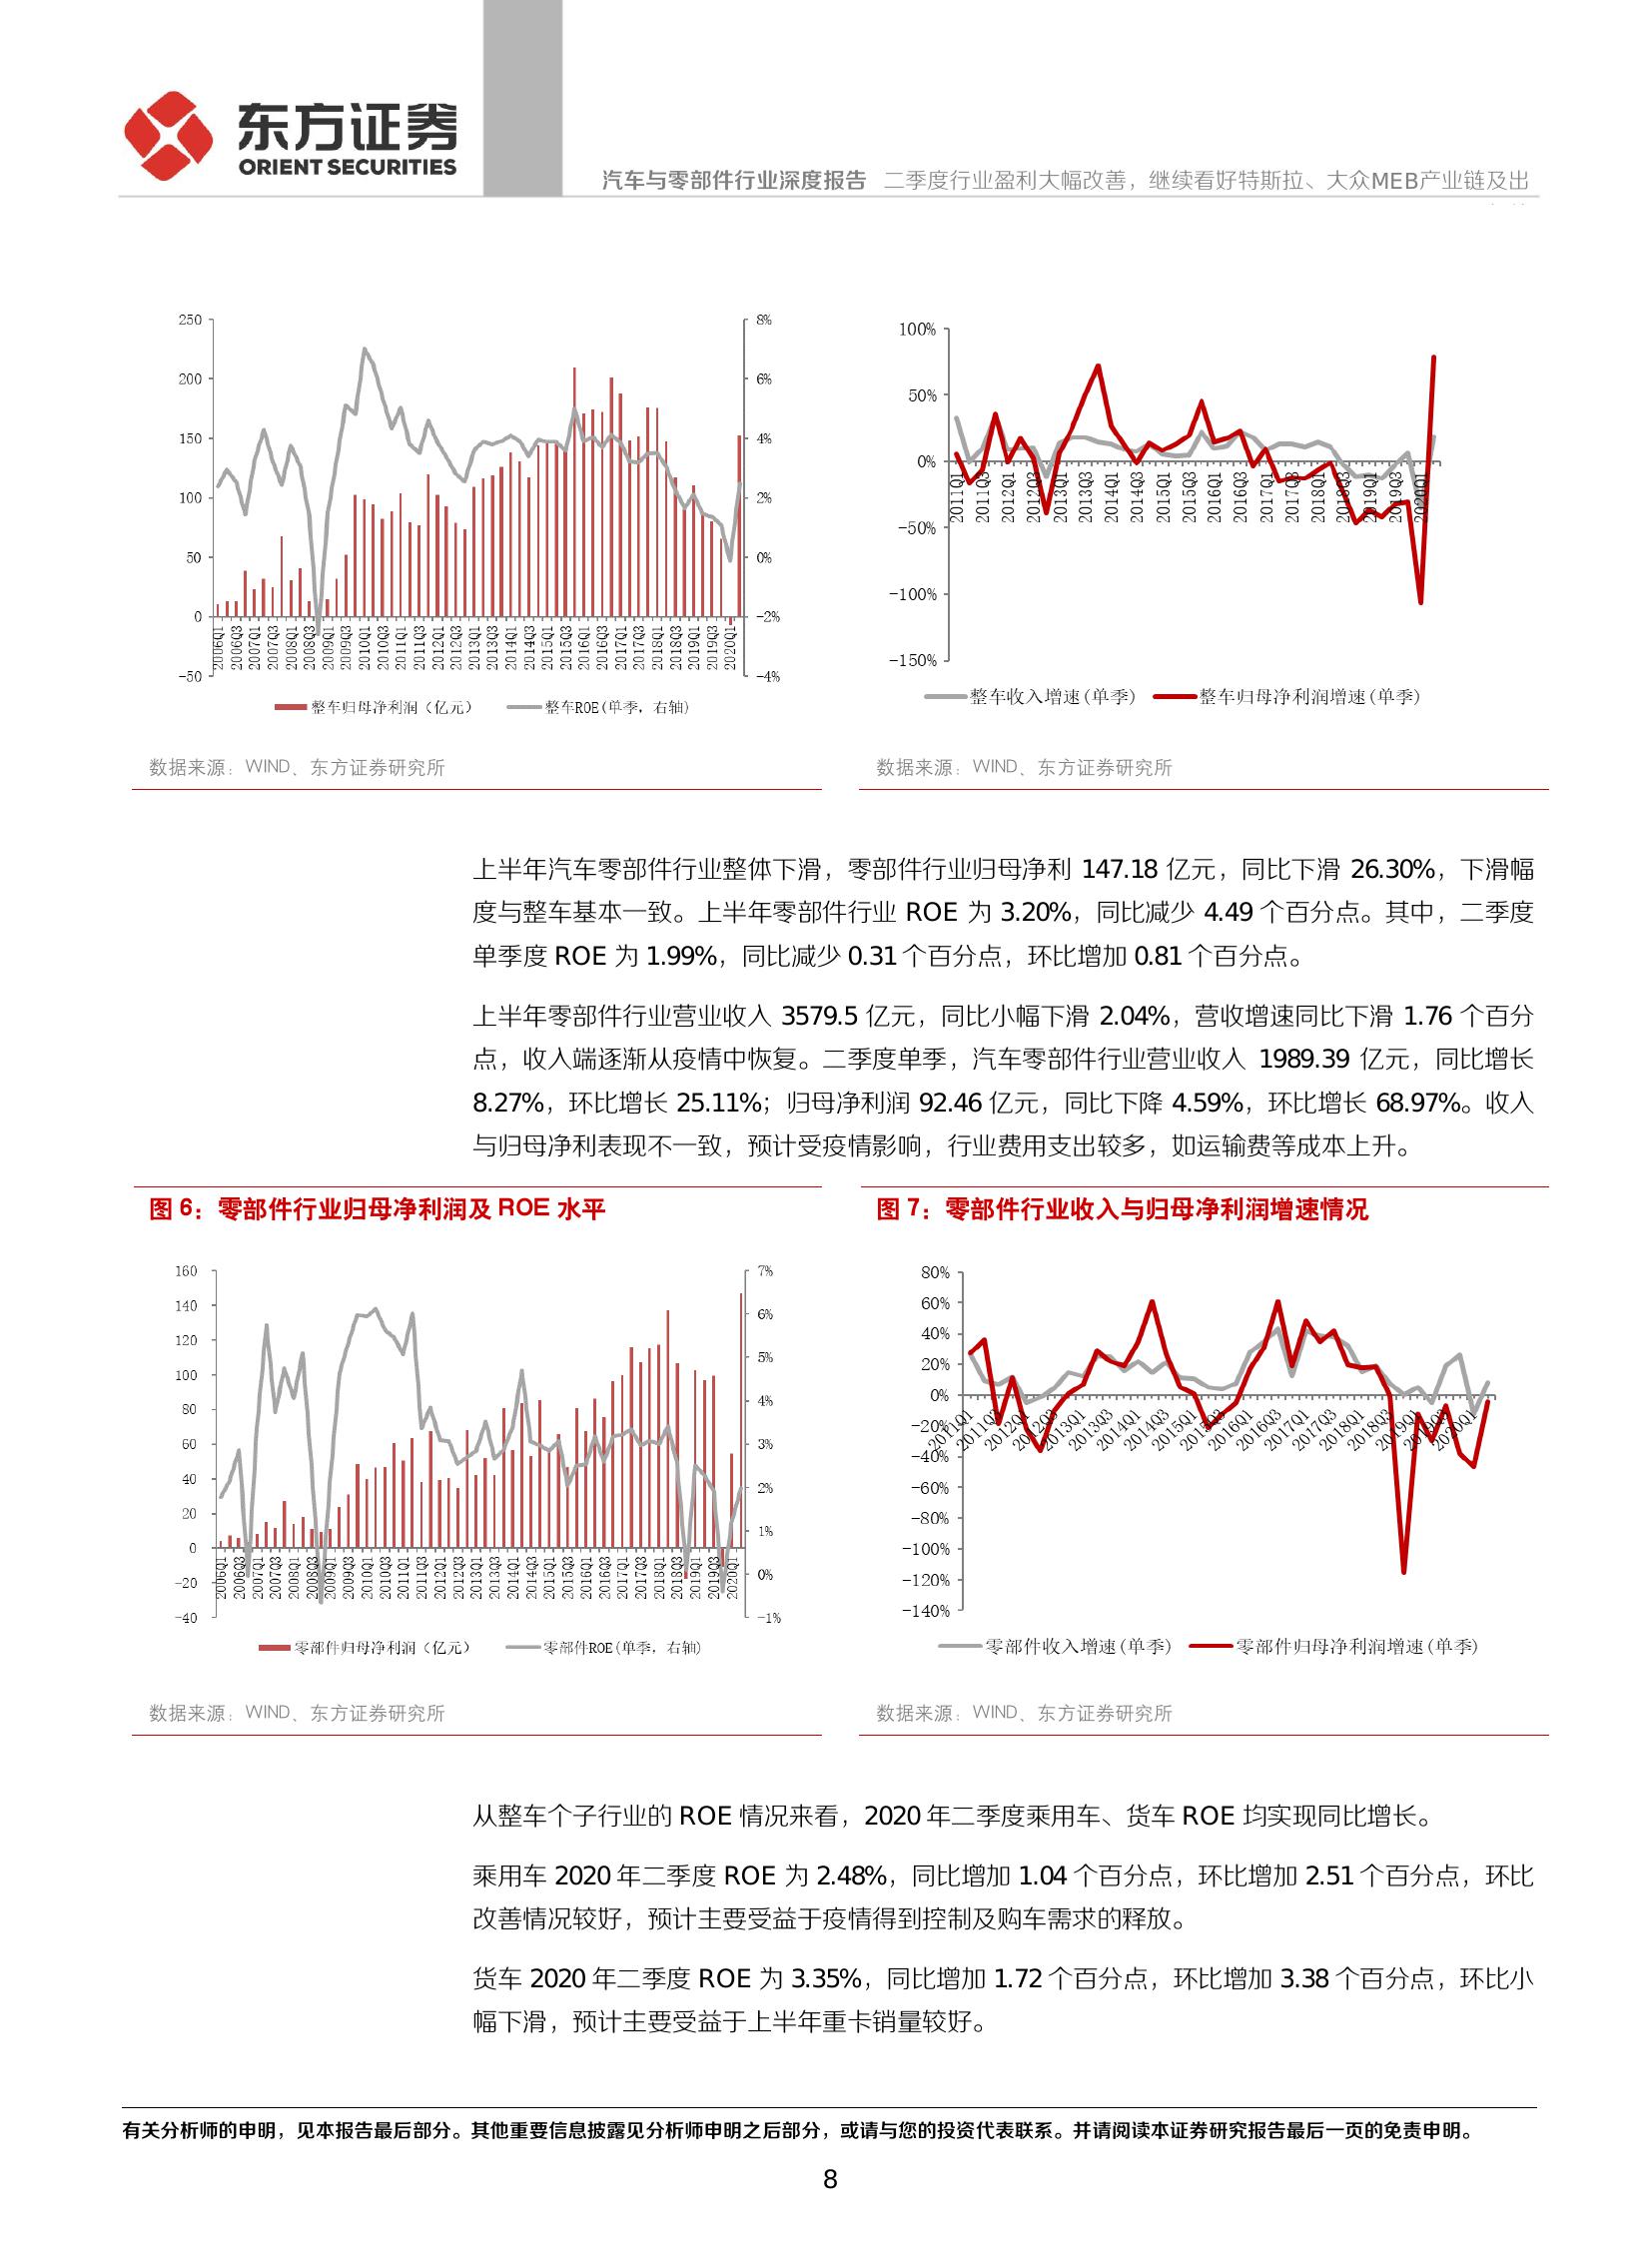 东方证券
ORIENT SECURITIES
汽车与零部件行业深度报告 二季度行业盈利大幅改善，继续看好特斯拉、大众MEB产业链及出
250
200
150
100
50
0
-50
8%
6%
4%
2%
0%
-2%
-4%
2006Q1 2006Q3 2007Q1 2007Q3 2008Q1 2008Q3 2009Q1 2009Q3 2010Q1 2010Q3 2011Q1 2011Q3 2012Q1 2012Q3 2013Q1 2013Q3 2014Q1 2014Q3 2015Q1 2015Q3 2016Q1 2016Q3 2017Q1 2017Q3 2018Q1 2018Q3 2019Q1 2019Q3 2020Q1
整车归母净利润（亿元） 整车ROE(单季，右轴)
100%
50%
0%
-50%
-100%
-150%
2011Q1 2011Q3 2012Q1 2012Q3 2013Q1 2013Q3 2014Q1 2014Q3 2015Q1 2015Q3 2016Q1 2016Q3 2017Q1 2017Q3 2018Q1 2018Q3 2019Q1 2019Q3 2020Q1
整车收入增速(单季) 整车归母净利润增速(单季)
数据来源：WIND、东方证券研究所
数据来源：WIND、东方证券研究所
上半年汽车零部件行业整体下滑，零部件行业归母净利 147.18 亿元，同比下滑 26.30%，下滑幅
度与整车基本一致。上半年零部件行业 ROE 为 3.20%，同比减少 4.49 个百分点。其中，二季度
单季度 ROE 为 1.99%，同比减少 0.31 个百分点，环比增加 0.81 个百分点。
上半年零部件行业营业收入 3579.5 亿元，同比小幅下滑 2.04%，营收增速同比下滑 1.76 个百分
点，收入端逐渐从疫情中恢复。二季度单季，汽车零部件行业营业收入 1989.39 亿元，同比增长
8.27%，环比增长 25.11%；归母净利润 92.46 亿元，同比下降 4.59%，环比增长 68.97%。收入
与归母净利表现不一致，预计受疫情影响，行业费用支出较多，如运输费等成本上升。
图 6：零部件行业归母净利润及 ROE 水平
图 7：零部件行业收入与归母净利润增速情况
160
140
120
100
80
60
40
20
0
-20
-40
7%
6%
5%
4%
3%
2%
1%
0%
-1%
2006Q1 2006Q3 2007Q1 2007Q3 2008Q1 2008Q3 2009Q1 2009Q3 2010Q1 2010Q3 2011Q1 2011Q3 2012Q1 2012Q3 2013Q1 2013Q3 2014Q1 2014Q3 2015Q1 2015Q3 2016Q1 2016Q3 2017Q1 2017Q3 2018Q1 2018Q3 2019Q1 2019Q3 2020Q1
零部件归母净利润（亿元） 零部件ROE(单季，右轴)
80%
60%
40%
20%
0%
-20%
-40%
-60%
-80%
-100%
-120%
-140%
2011Q1 2011Q3 2012Q1 2012Q3 2013Q1 2013Q3 2014Q1 2014Q3 2015Q1 2015Q3 2016Q1 2016Q3 2017Q1 2017Q3 2018Q1 2018Q3 2019Q1 2019Q3 2020Q1
零部件收入增速(单季) 零部件归母净利润增速(单季)
数据来源：WIND、东方证券研究所
数据来源：WIND、东方证券研究所
从整车个子行业的 ROE 情况来看，2020 年二季度乘用车、货车 ROE 均实现同比增长。
乘用车 2020 年二季度 ROE 为 2.48%，同比增加 1.04 个百分点，环比增加 2.51 个百分点，环比
改善情况较好，预计主要受益于疫情得到控制及购车需求的释放。
货车 2020 年二季度 ROE 为 3.35%，同比增加 1.72 个百分点，环比增加 3.38 个百分点，环比小
幅下滑，预计主要受益于上半年重卡销量较好。
有关分析师的申明，见本报告最后部分。其他重要信息披露见分析师申明之后部分，或请与您的投资代表联系。并请阅读本证券研究报告最后一页的免责申明。
8